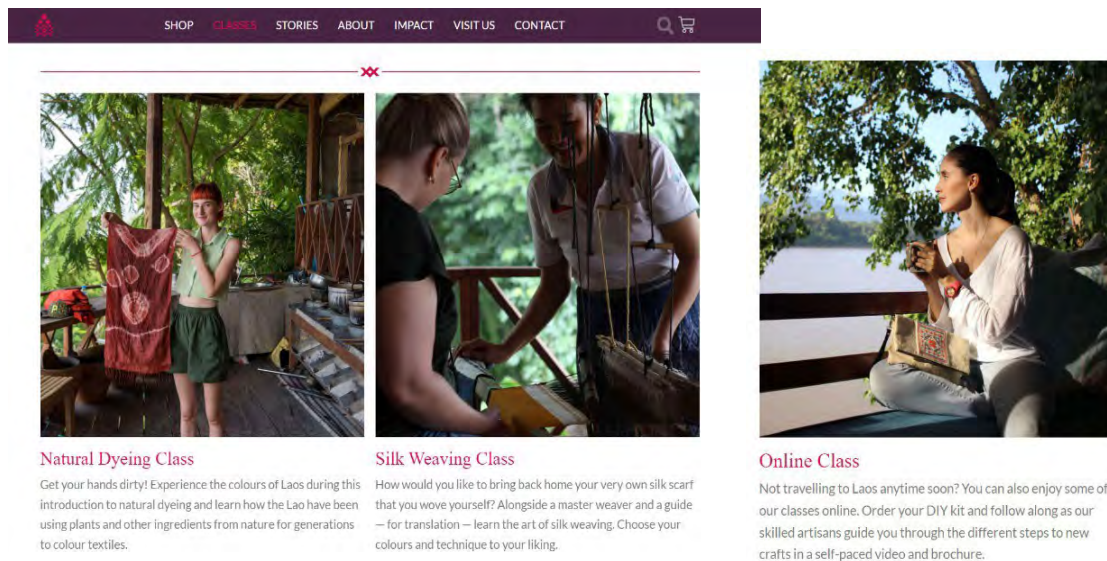 SHOP CLASSES STORIES ABOUT IMPACT VISIT US CONTACT
Natural Dyeing Class
Get your hands dirty! Experience the colours of Laos during this
introduction to natural dyeing and learn how the Lao have been
using plants and other ingredients from nature for generations
to colour textiles.
Silk Weaving Class
How would you like to bring back home your very own silk scarf
that you wove yourself? Alongside a master weaver and a guide
— for translation — learn the art of silk weaving. Choose your
colours and technique to your liking.
Online Class
Not travelling to Laos anytime soon? You can also enjoy some of
our classes online. Order your DIY kit and follow along as our
skilled artisans guide you through the different steps to new
crafts in a self-paced video and brochure.